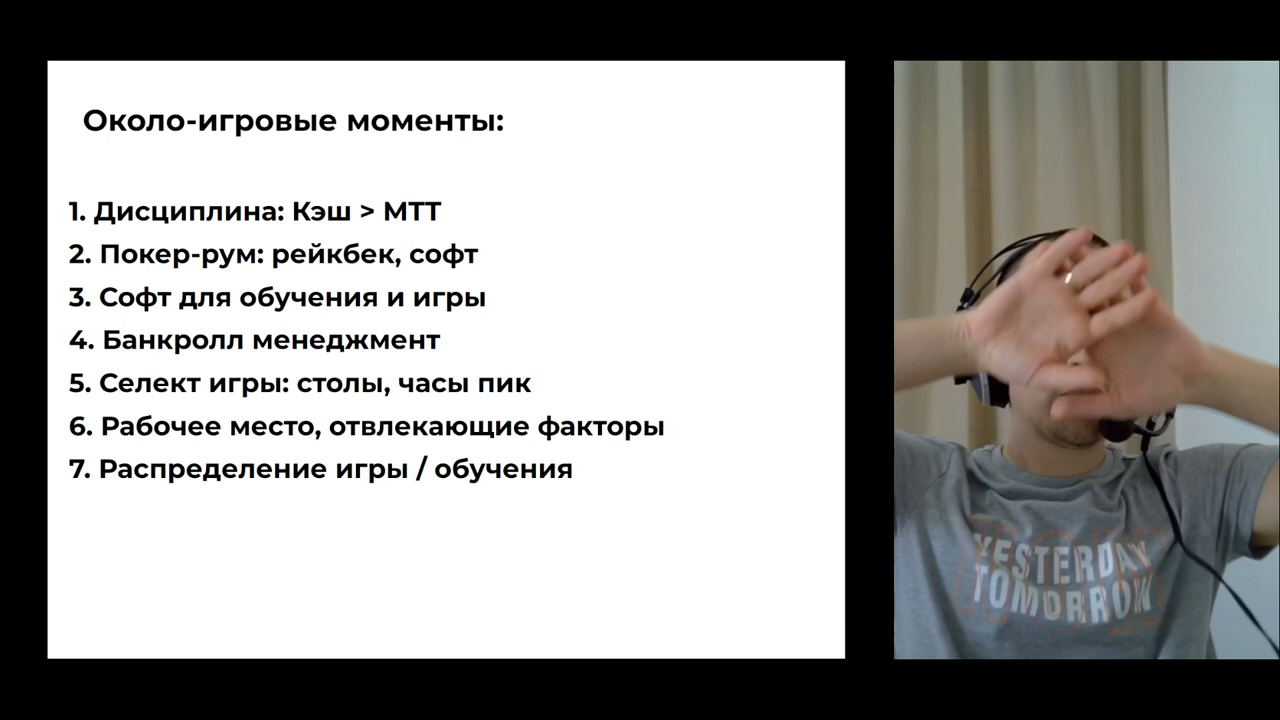 Около-игровые моменты:
1. Дисциплина: Кэш > МТТ
2. Покер-рум: рейкбек, софт
3. Софт для обучения и игры
4. Банкролл менеджмент
5. Селект игры: столы, часы пик
6. Рабочее место, отвлекающие факторы
7. Распределение игры / обучения
YESTERDAY
TOMORROW